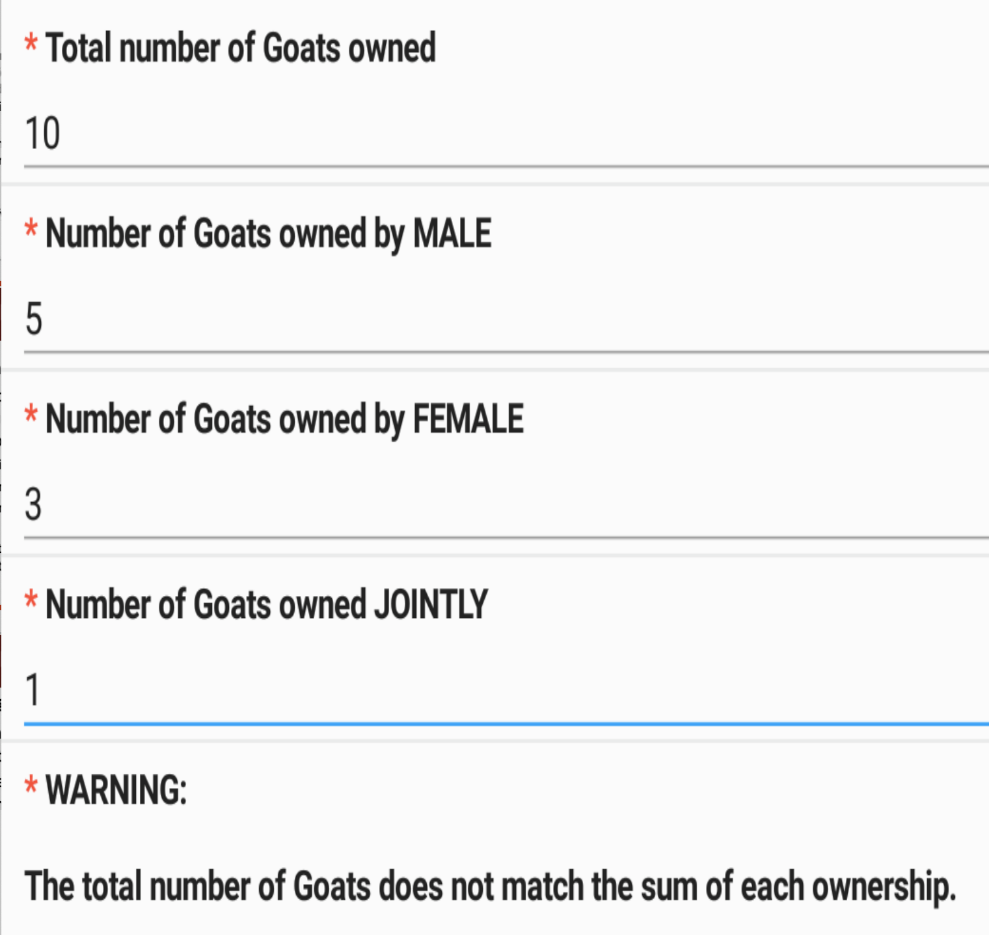 * Total number of Goats owned
10
* Number of Goats owned by MALE
5
* Number of Goats owned by FEMALE
3
* Number of Goats owned JOINTLY
1
* WARNING:
The total number of Goats does not match the sum of each ownership.